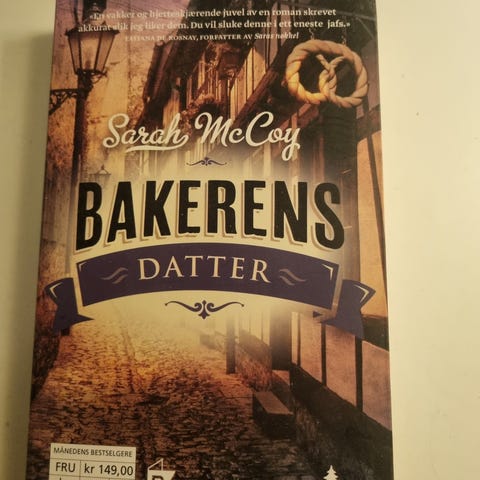 «En vakker og hjerteskjærende juvel av en roman skrevet
akkurat slik jeg liker dem. Du vil sluke denne i ett eneste jafs.»
TATIANA DE ROSNAY, FORFATTER AV Saras nøkkel
Sarah McCoy
BAKERENS
DATTER
MÅNEDENS BESTSELGERE
FRU kr 149,00